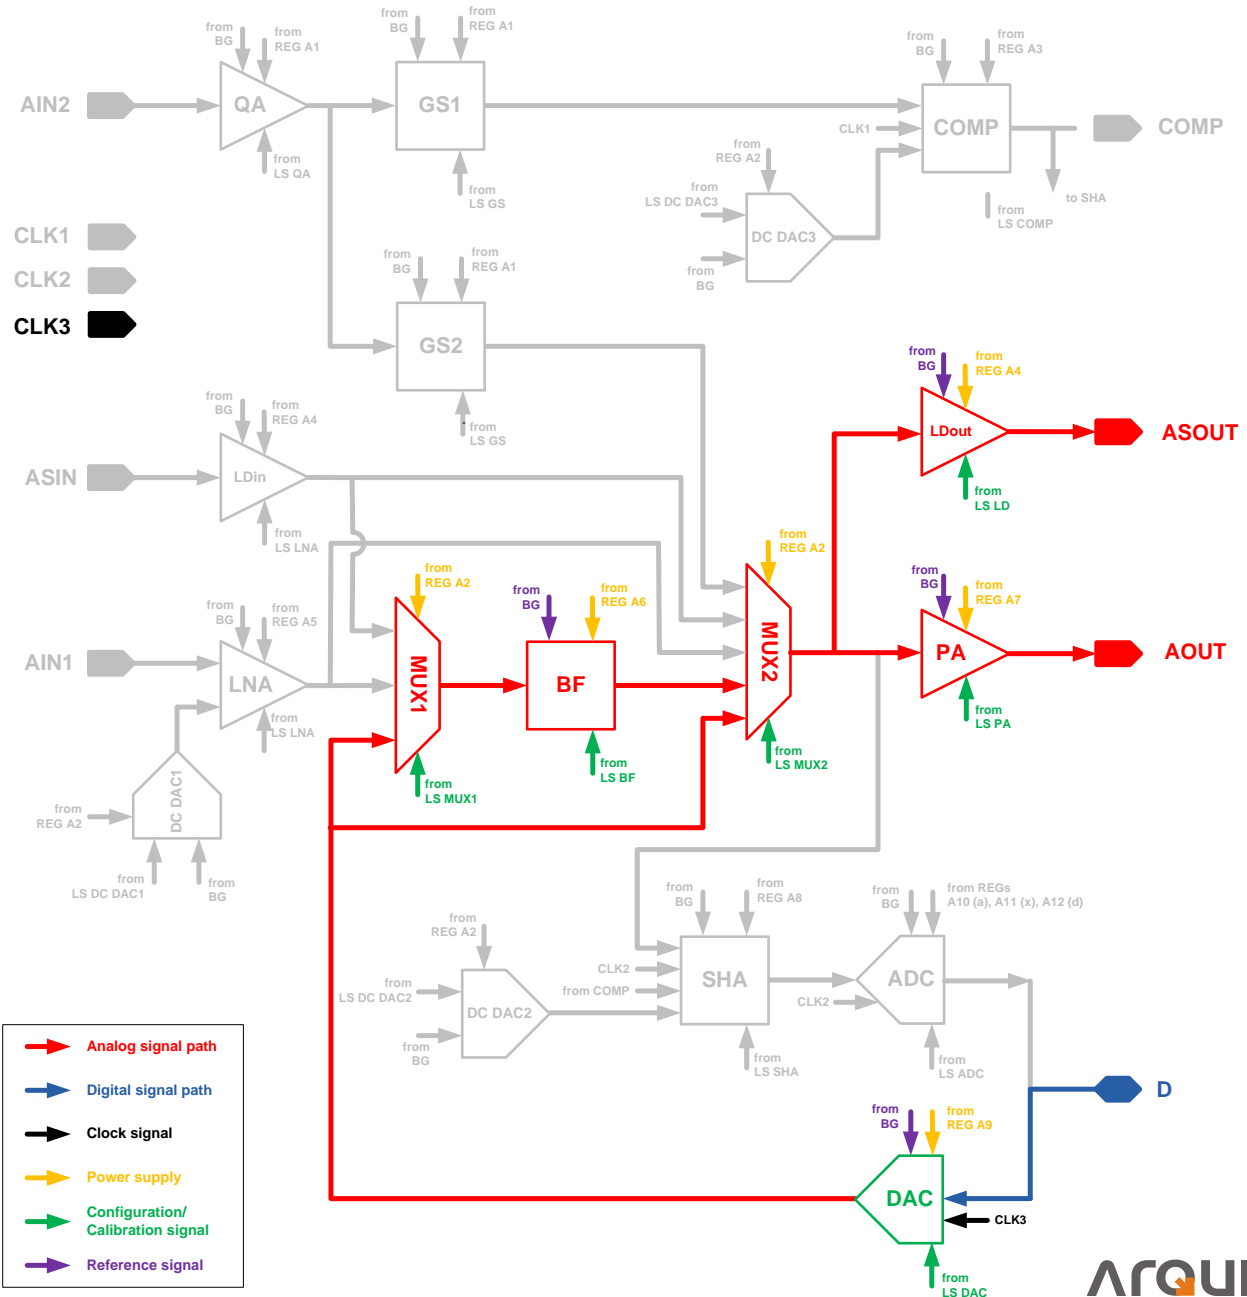 from
BG
from
REG A1
from
BG
from
REG A1
from
BG
from
REG A3
AIN2
QA
GS1
COMP
COMP
CLK1
from
LS QA
from
LS GS
from
REG A2
from
LS DC DAC3
DC DAC3
from
BG
from
LS COMP
to SHA
CLK1
CLK2
CLK3
from
BG
from
REG A1
GS2
from
LS GS
from
BG
from
REG A4
LDout
ASOUT
from
LS LD
from
BG
from
REG A4
ASIN
LDin
from
LS LNA
from
REG A2
from
REG A2
from
BG
from
REG A6
from
BG
from
REG A7
from
BG
from
REG A5
AIN1
LNA
MUX1
BF
MUX2
PA
AOUT
from
LS LNA
from
LS MUX1
from
LS BF
from
LS MUX2
from
LS PA
DC DAC1
from
REG A2
from
LS DC DAC1
from
BG
from
BG
from
REG A8
from
BG
from REGs
A10 (a), A11 (x), A12 (d)
from
REG A2
from
LS DC DAC2
DC DAC2
from
BG
CLK2
from COMP
SHA
CLK2
ADC
from
LS SHA
from
LS ADC
D
from
BG
from
REG A9
DAC
CLK3
from
LS DAC
Analog signal path
Digital signal path
Clock signal
Power supply
Configuration/
Calibration signal
Reference signal